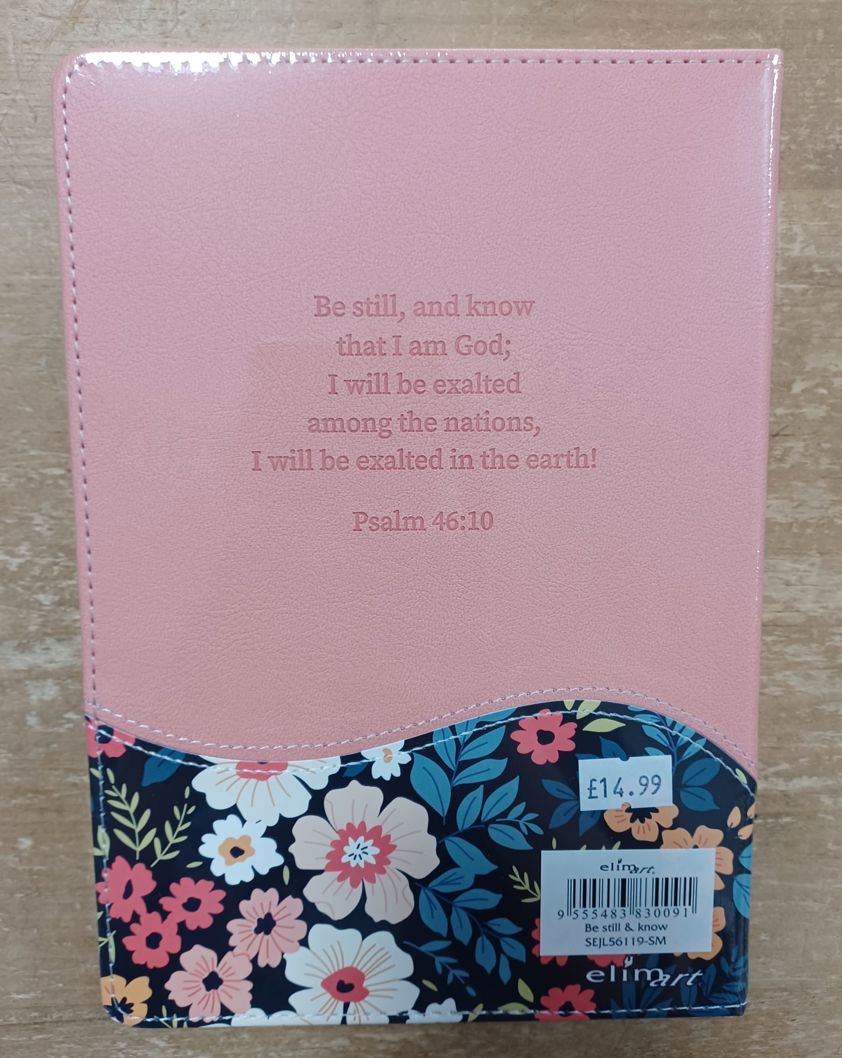 Be still, and know
that I am God;
I will be exalted
among the nations,
I will be exalted in the earth!
Psalm 46:10
£14.99
elimart.
9 555483 830091
Be still & know
SEJL56119-SM
elimart